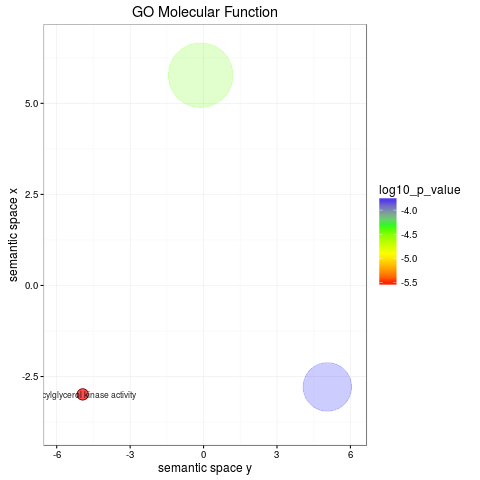 GO Molecular Function
semantic space x
5.0
2.5
0.0
-2.5
cylglycerol kinase activity
-6
-3
0
3
6
semantic space y
log10_p_value
-4.0
-4.5
-5.0
-5.5